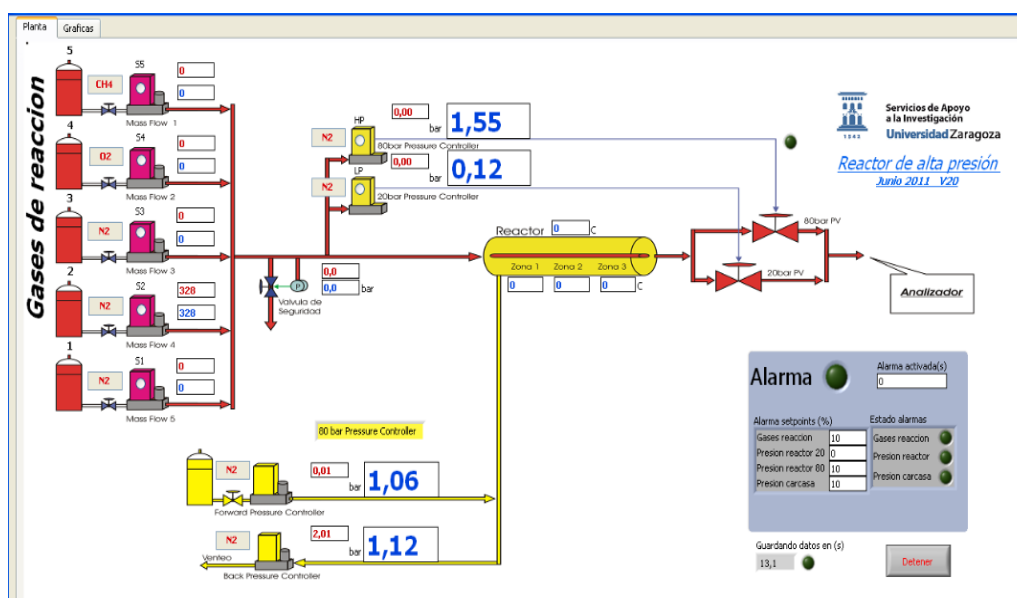 Planta
Graficas
Gases de reaccion
5
CH4
S5
0
0
Mass Flow 1
4
O2
S4
0
0
Mass Flow 2
3
N2
S3
0
0
Mass Flow 3
2
N2
S2
328
328
Mass Flow 4
1
N2
S1
0
0
Mass Flow 5
N2
HP
0,00
bar
1,55
80bar Pressure Controller
N2
LP
0,00
bar
0,12
20bar Pressure Controller
P
0,0
0,0 bar
Valvula de
Seguridad
Reactor 0 C
Zona 1 Zona 2 Zona 3
0 0 0 C
80bar PV
20bar PV
Analizador
1542
Servicios de Apoyo
a la Investigación
Universidad Zaragoza
Reactor de alta presión
Junio 2011 V20
80 bar Pressure Controller
N2
0,01
bar
1,06
Forward Pressure Controller
N2
2,01
bar
1,12
Venteo
Back Pressure Controller
Alarma
Alarma activada(s)
0
Alarma setpoints (%)
Gases reaccion 10
Presion reactor 20 0
Presion reactor 80 10
Presion carcasa 10
Estado alarmas
Gases reaccion
Presion reactor
Presion carcasa
Guardando datos en (s)
13,1
Detener